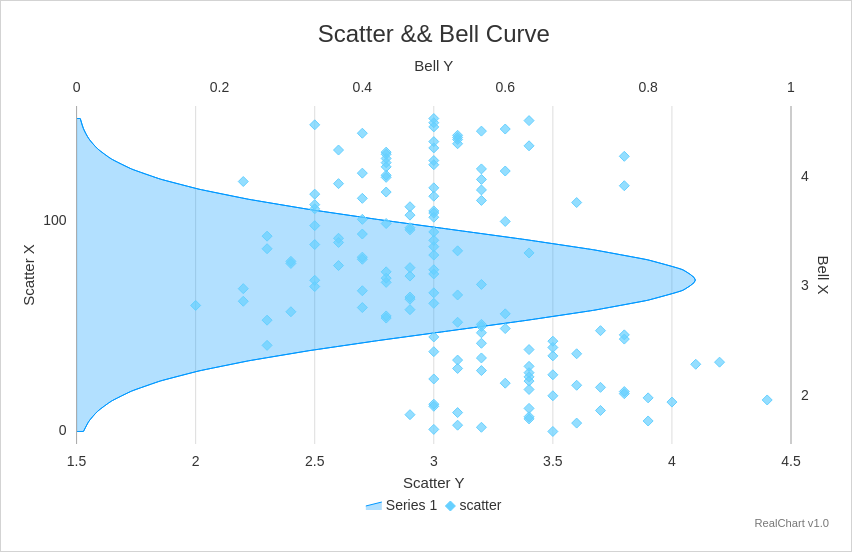 Scatter && Bell Curve
Bell Y
0 0.2 0.4 0.6 0.8 1
Scatter X
100
0
4
3
2
Bell X
1.5 2 2.5 3 3.5 4 4.5
Scatter Y
Series 1 scatter
RealChart v1.0